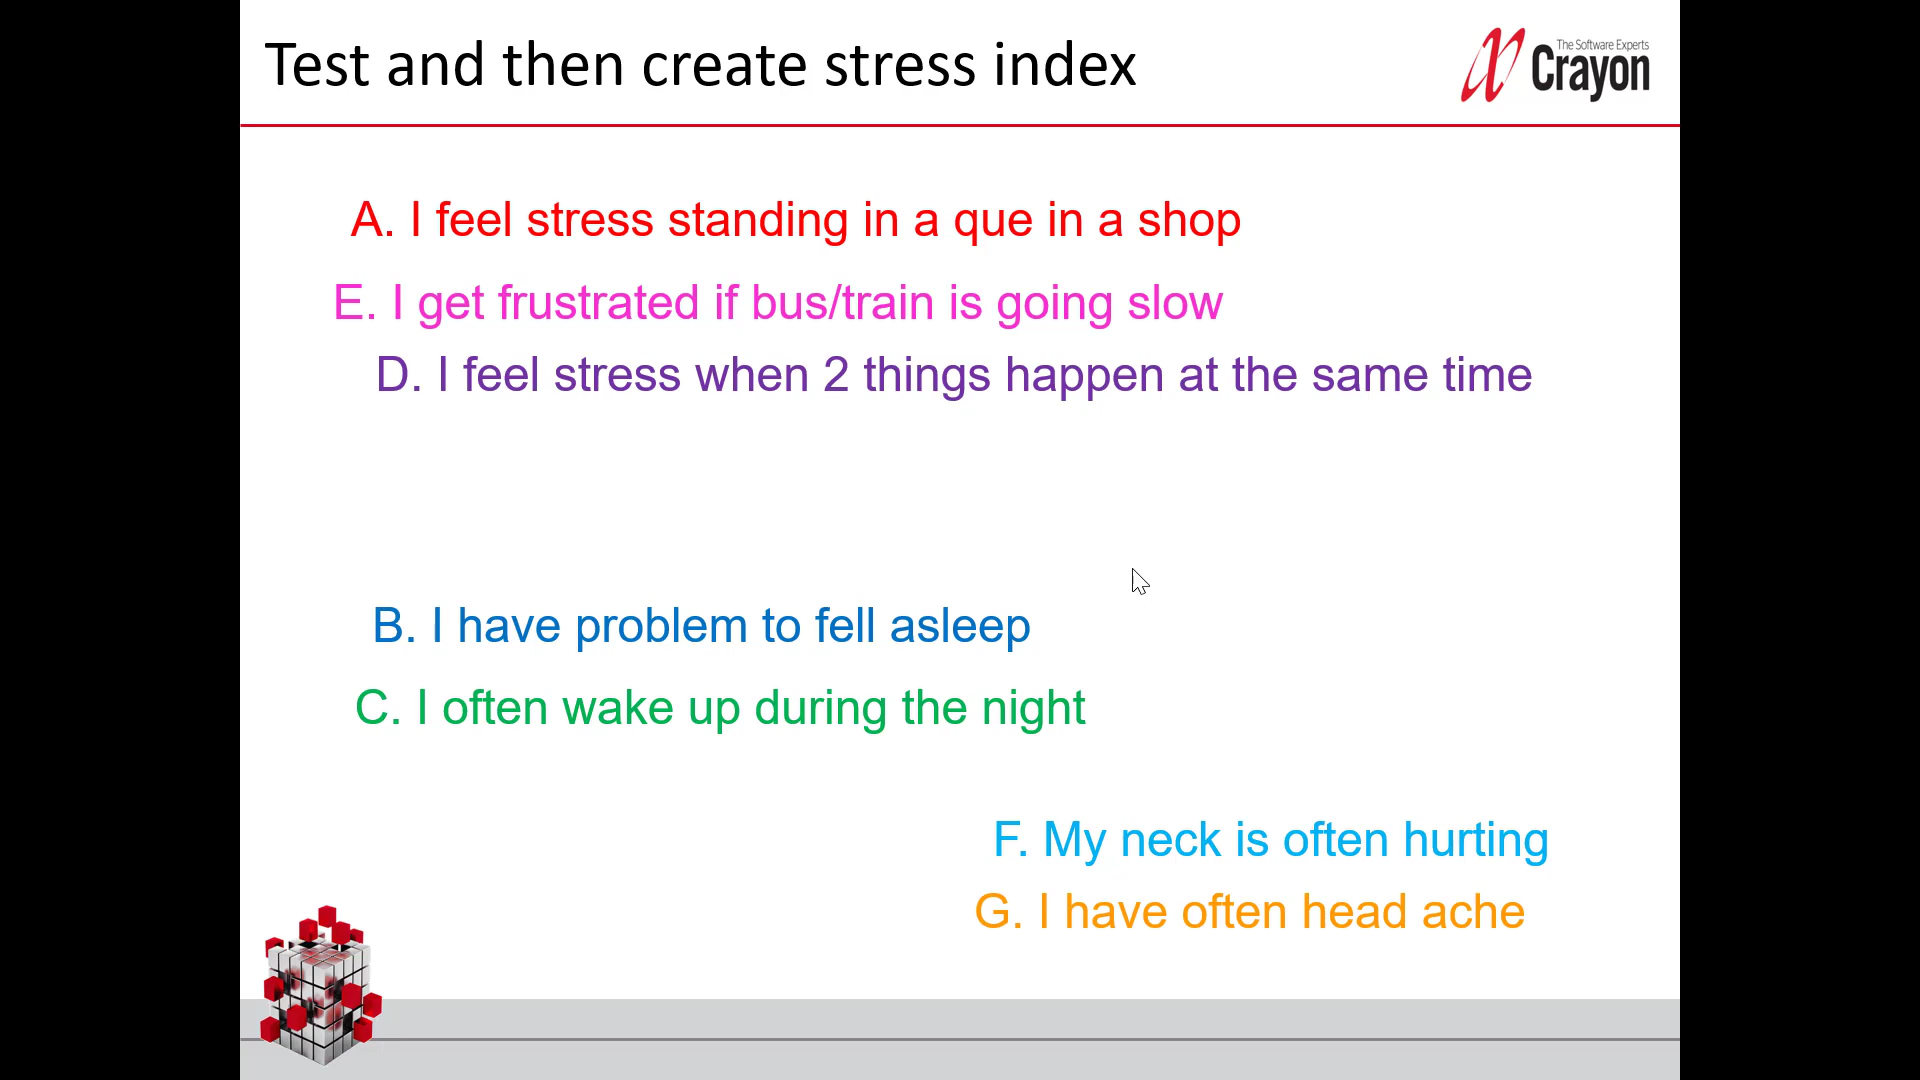 Test and then create stress index
The Software Experts
Crayon
A. I feel stress standing in a que in a shop
E. I get frustrated if bus/train is going slow
D. I feel stress when 2 things happen at the same time
B. I have problem to fell asleep
C. I often wake up during the night
F. My neck is often hurting
G. I have often head ache